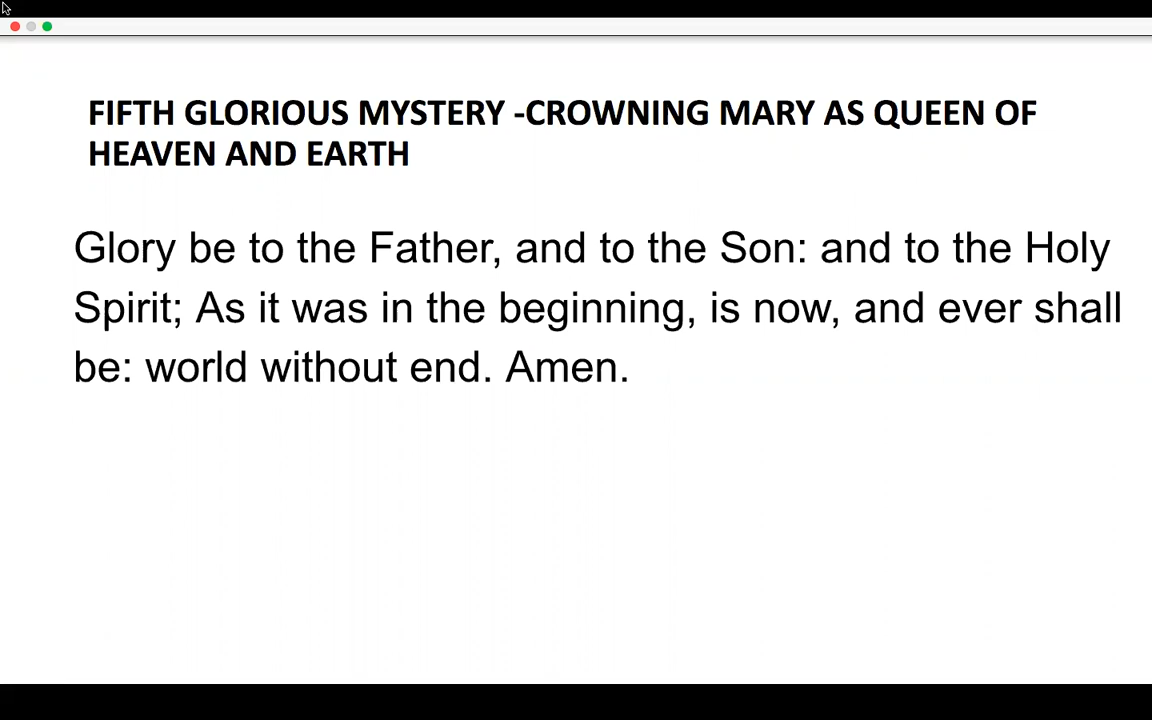 FIFTH GLORIOUS MYSTERY -CROWNING MARY AS QUEEN OF
HEAVEN AND EARTH
Glory be to the Father, and to the Son: and to the Holy
Spirit; As it was in the beginning, is now, and ever shall
be: world without end. Amen.